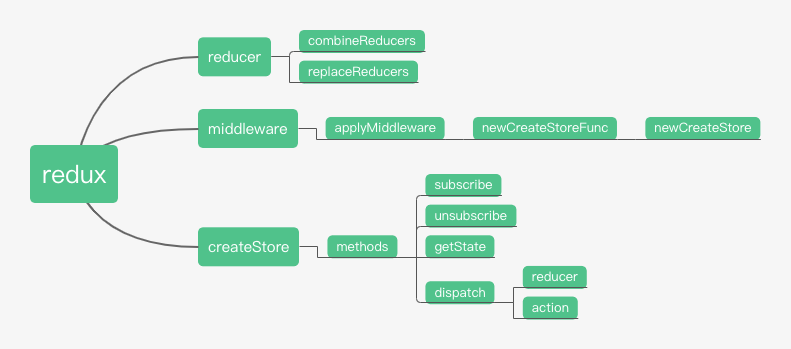 redux
reducer
combineReducers
replaceReducers
middleware
applyMiddleware
newCreateStoreFunc
newCreateStore
createStore
methods
subscribe
unsubscribe
getState
dispatch
reducer
action